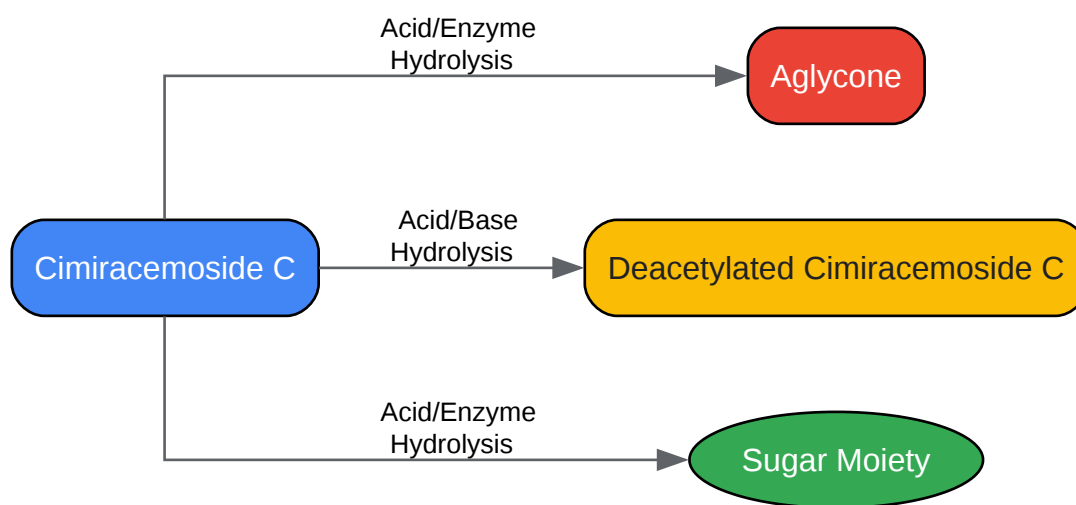 Acid/Enzyme
Hydrolysis
Aglycone
Acid/Base
Hydrolysis
Cimiracemoside C
Deacetylated Cimiracemoside C
Acid/Enzyme
Hydrolysis
Sugar Moiety